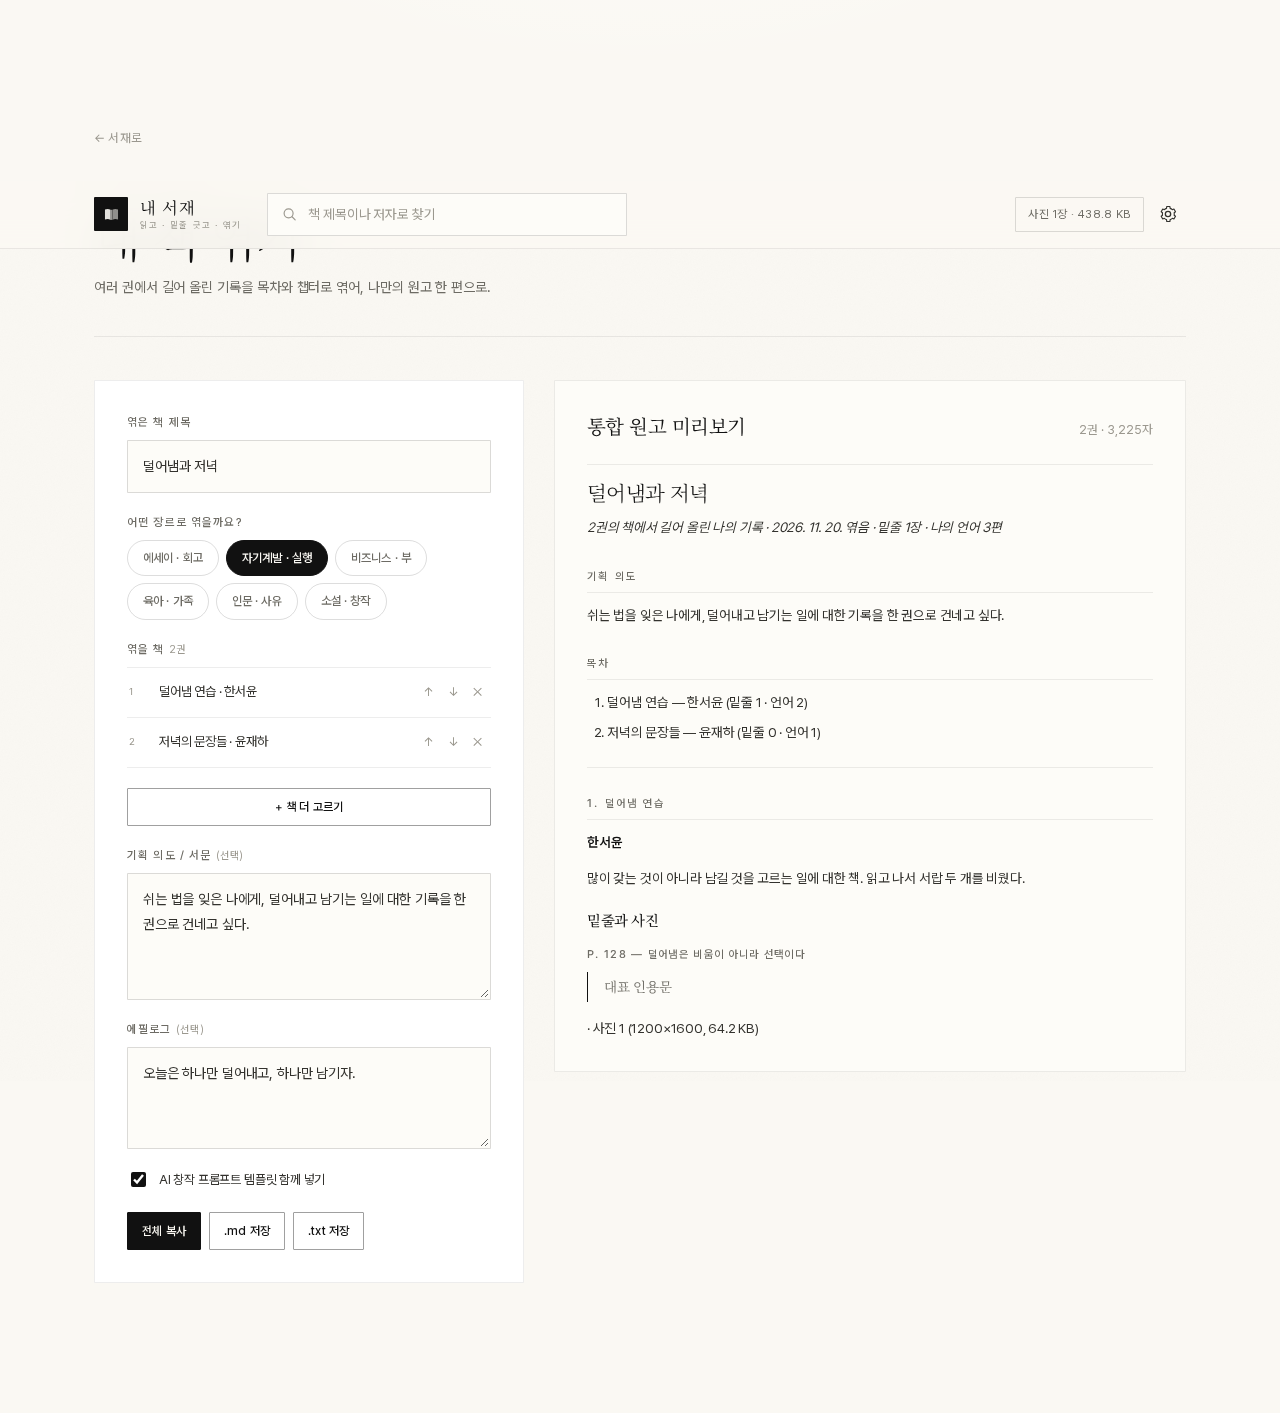 ← 서재로
내 서재
읽고 · 밑줄 긋고 · 엮기
책 제목이나 저자로 찾기
사진 1장 · 438.8 KB
여러 권에서 길어 올린 기록을 목차와 챕터로 엮어, 나만의 원고 한 편으로.
엮은 책 제목
덜어냄과 저녁
어떤 장르로 엮을까요?
에세이 · 회고
자기계발 · 실행
비즈니스 · 부
육아 · 가족
인문 · 사유
소설 · 창작
엮을 책 2권
1 덜어냄 연습 · 한서윤 ↑ ↓ ×
2 저녁의 문장들 · 윤재하 ↑ ↓ ×
+ 책 더 고르기
기획 의도 / 서문 (선택)
쉬는 법을 잊은 나에게, 덜어내고 남기는 일에 대한 기록을 한
권으로 건네고 싶다.
에필로그 (선택)
오늘은 하나만 덜어내고, 하나만 남기자.
AI 창작 프롬프트 템플릿 함께 넣기
전체 복사
.md 저장
.txt 저장
통합 원고 미리보기
2권 · 3,225자
덜어냄과 저녁
2권의 책에서 길어 올린 나의 기록 · 2026. 11. 20. 엮음 · 밑줄 1장 · 나의 언어 3편
기획 의도
쉬는 법을 잊은 나에게, 덜어내고 남기는 일에 대한 기록을 한 권으로 건네고 싶다.
목차
1. 덜어냄 연습 — 한서윤 (밑줄 1 · 언어 2)
2. 저녁의 문장들 — 윤재하 (밑줄 0 · 언어 1)
1. 덜어냄 연습
한서윤
많이 갖는 것이 아니라 남길 것을 고르는 일에 대한 책. 읽고 나서 서랍 두 개를 비웠다.
밑줄과 사진
P. 128 — 덜어냄은 비움이 아니라 선택이다
대표 인용문
· 사진 1 (1200×1600, 64.2 KB)